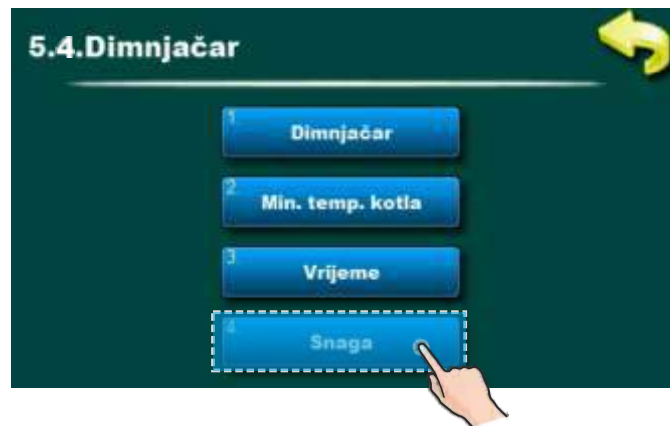 5.4.Dimnjačar
1
Dimnjačar
2
Min. temp. kotla
3
Vrijeme
4
Snaga